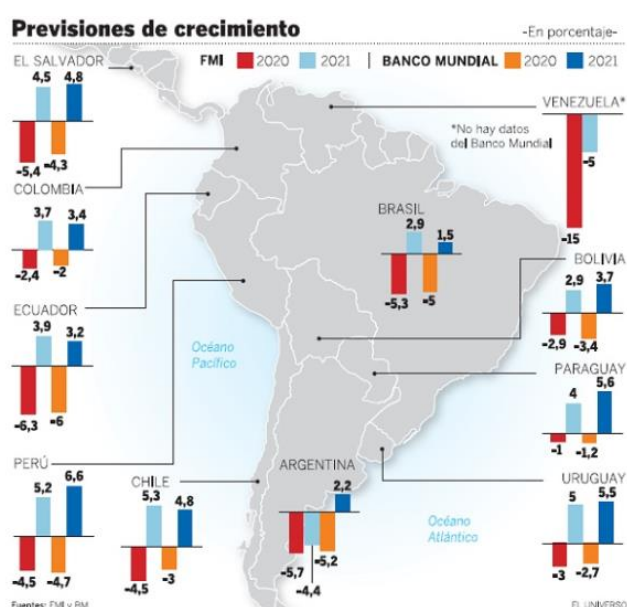 Previsiones de crecimiento
-En porcentaje-
FMI 2020 2021 BANCO MUNDIAL 2020 2021
EL SALVADOR
4,5
4,8
-5,4
-4,3
COLOMBIA
3,7
3,4
-2,4
-2
ECUADOR
3,9
3,2
-6,3
-6
PERÚ
5,2
6,6
-4,5
-4,7
CHILE
5,3
4,8
-4,5
-3
ARGENTINA
2,2
-5,7
-4,4
-5,2
BRASIL
2,9
1,5
-5,3
-5
VENEZUELA*
*No hay datos
del Banco Mundial
-5
-15
BOLIVIA
2,9
3,7
-2,9
-3,4
PARAGUAY
4
5,6
-1
-1,2
URUGUAY
5
5,5
-3
-2,7
Océano
Pacífico
Océano
Atlántico
Fuentes: FMI y BM
EL UNIVERSO